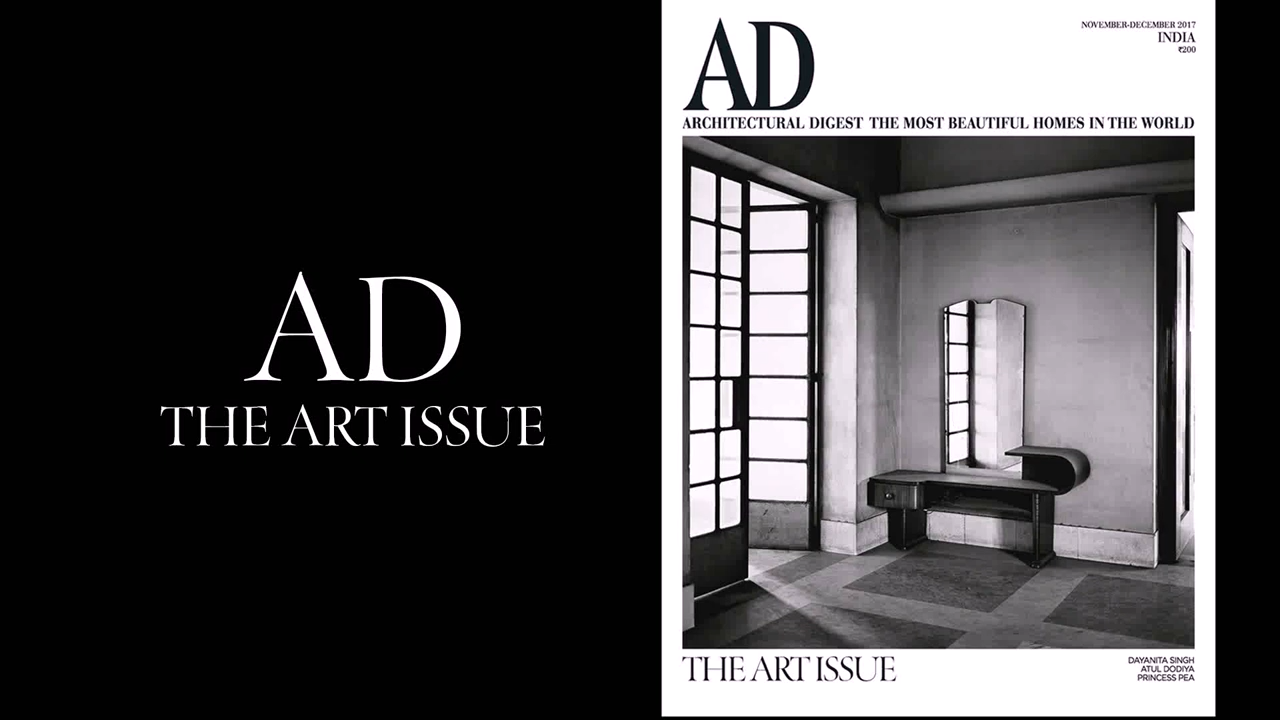 AD
THE ART ISSUE
AD
NOVEMBER-DECEMBER 2017
INDIA
₹200
ARCHITECTURAL DIGEST THE MOST BEAUTIFUL HOMES IN THE WORLD
THE ART ISSUE
DAYANITA SINGH
ATUL DODIYA
PRINCESS PEA